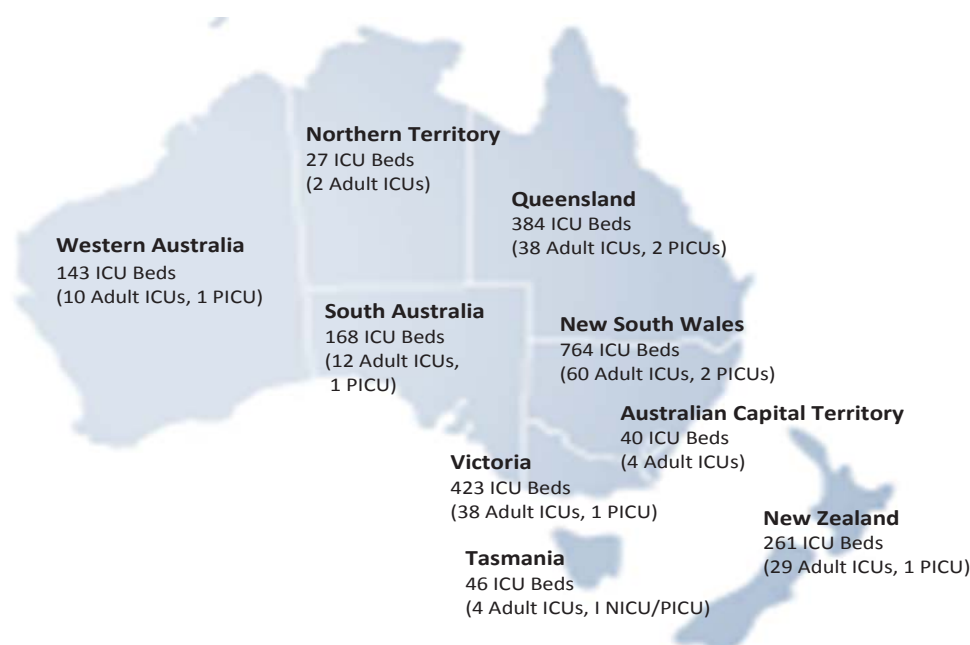 Northern Territory
27 ICU Beds
(2 Adult ICUs)
Queensland
384 ICU Beds
(38 Adult ICUs, 2 PICUs)
Western Australia
143 ICU Beds
(10 Adult ICUs, 1 PICU)
South Australia
168 ICU Beds
(12 Adult ICUs,
1 PICU)
New South Wales
764 ICU Beds
(60 Adult ICUs, 2 PICUs)
Australian Capital Territory
40 ICU Beds
(4 Adult ICUs)
Victoria
423 ICU Beds
(38 Adult ICUs, 1 PICU)
New Zealand
261 ICU Beds
(29 Adult ICUs, 1 PICU)
Tasmania
46 ICU Beds
(4 Adult ICUs, I NICU/PICU)